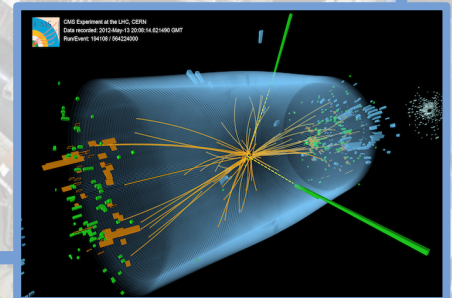 CMS Experiment at the LHC, CERN
Data recorded: 2012-May-13 20:08:14.621490 GMT
Run/Event: 194108 / 564224000